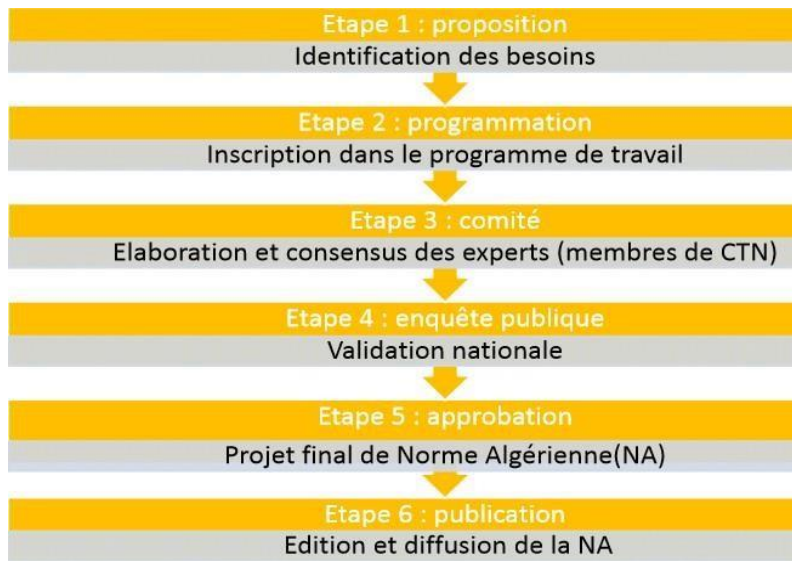 Etape 1 : proposition
Identification des besoins
Etape 2 : programmation
Inscription dans le programme de travail
Etape 3 : comité
Elaboration et consensus des experts (membres de CTN)
Etape 4 : enquête publique
Validation nationale
Etape 5 : approbation
Projet final de Norme Algérienne(NA)
Etape 6 : publication
Edition et diffusion de la NA